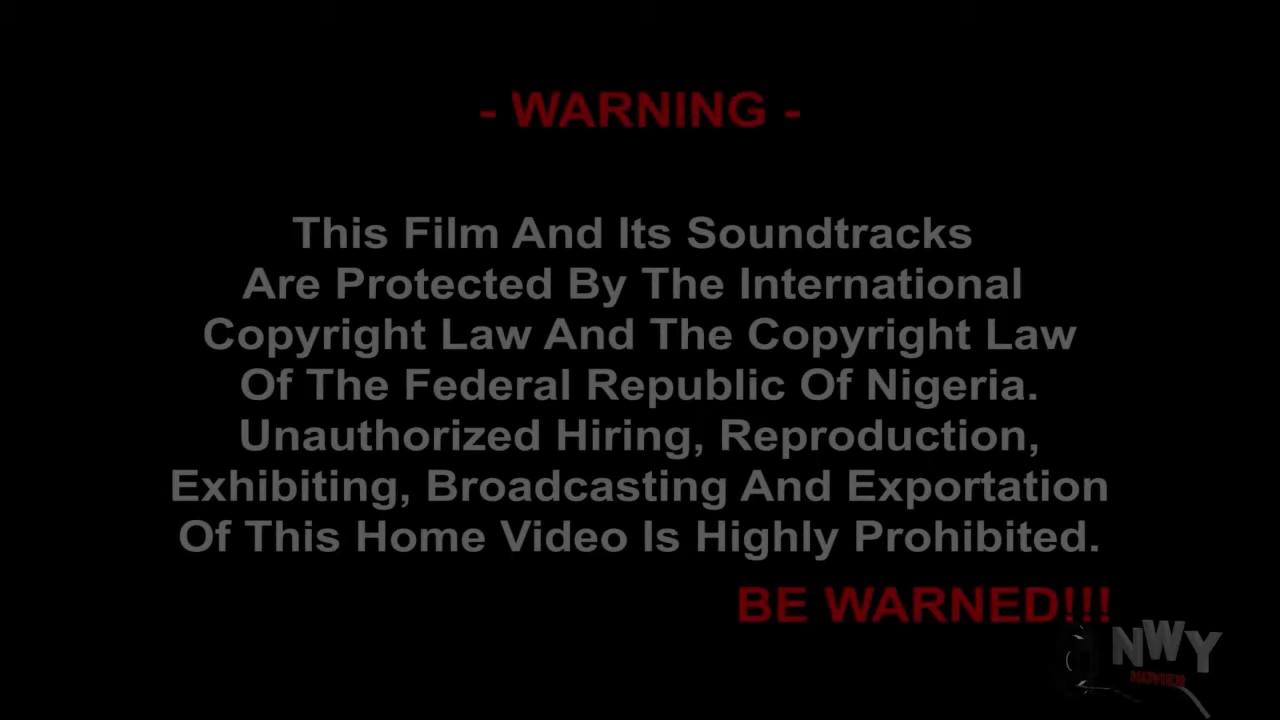 - WARNING -
This Film And Its Soundtracks
Are Protected By The International
Copyright Law And The Copyright Law
Of The Federal Republic Of Nigeria.
Unauthorized Hiring, Reproduction,
Exhibiting, Broadcasting And Exportation
Of This Home Video Is Highly Prohibited.
BE WARNED!!!
NWY
MOVIES